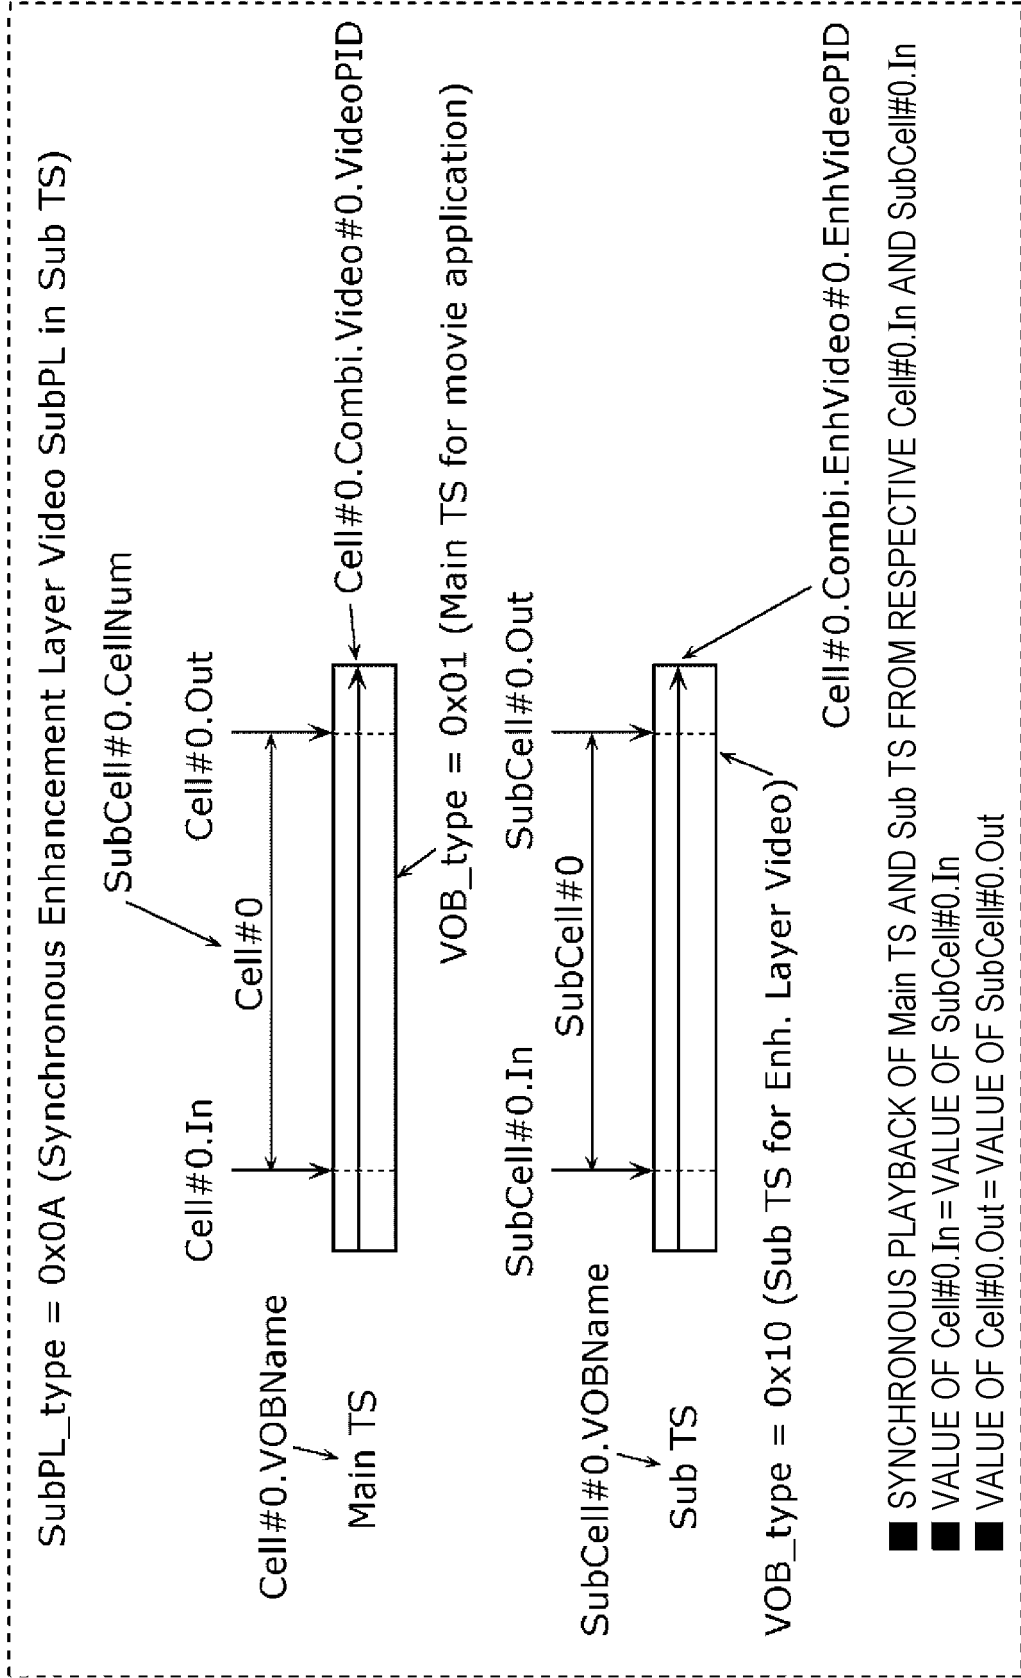 SubPL_type = 0x0A (Synchronous Enhancement Layer Video SubPL in Sub TS)
SubCell#0.CellNum
Cell#0.In
Cell#0.Out
Cell#0.VOBName
Cell#0
Main TS
Cell#0.Combi.Video#0.VideoPID
VOB_type = 0x01 (Main TS for movie application)
SubCell#0.In
SubCell#0.Out
SubCell#0.VOBName
SubCell#0
Sub TS
VOB_type = 0x10 (Sub TS for Enh. Layer Video)
Cell#0.Combi.EnhVideo#0.EnhVideoPID
■ SYNCHRONOUS PLAYBACK OF Main TS AND Sub TS FROM RESPECTIVE Cell#0.In AND SubCell#0.In
■ VALUE OF Cell#0.In = VALUE OF SubCell#0.In
■ VALUE OF Cell#0.Out = VALUE OF SubCell#0.Out